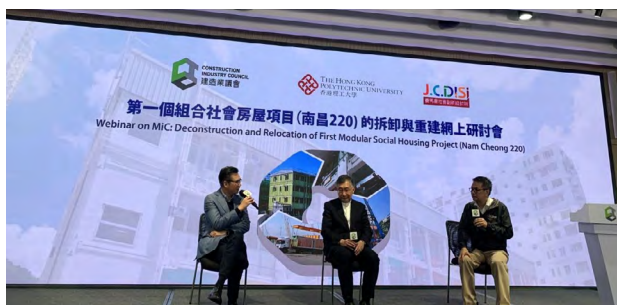 CONSTRUCTION
INDUSTRY COUNCIL
建造業議會
THE HONG KONG
POLYTECHNIC UNIVERSITY
香港理工大學
J.C.DISI
第一個組合社會房屋項目(南昌220)的拆卸與重建網上研討會
Webinar on MiC: Deconstruction and Relocation of First Modular Social Housing Project (Nam Cheong 220)